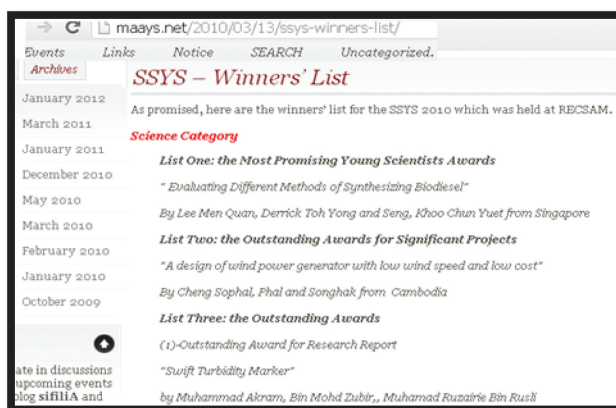 maays.net/2010/03/13/ssys-winners-list/
Events Links Notice SEARCH Uncategorized.
Archives
January 2012
March 2011
January 2011
December 2010
May 2010
March 2010
February 2010
January 2010
October 2009
ate in discussions
upcoming events
blog sifiliA and
SSYS – Winners' List
As promised, here are the winners' list for the SSYS 2010 which was held at RECSAM.
Science Category
List One: the Most Promising Young Scientists Awards
" Evaluating Different Methods of Synthesizing Biodiesel"
By Lee Men Quan, Derrick Toh Yong and Seng, Khoo Chun Yuet from Singapore
List Two: the Outstanding Awards for Significant Projects
"A design of wind power generator with low wind speed and low cost"
By Cheng Sophal, Phal and Songhak from Cambodia
List Three: the Outstanding Awards
(1)-Outstanding Award for Research Report
"Swift Turbidity Marker"
by Muhammad Akram, Bin Mohd Zubir,, Muhamad Ruzairie Bin Rusli